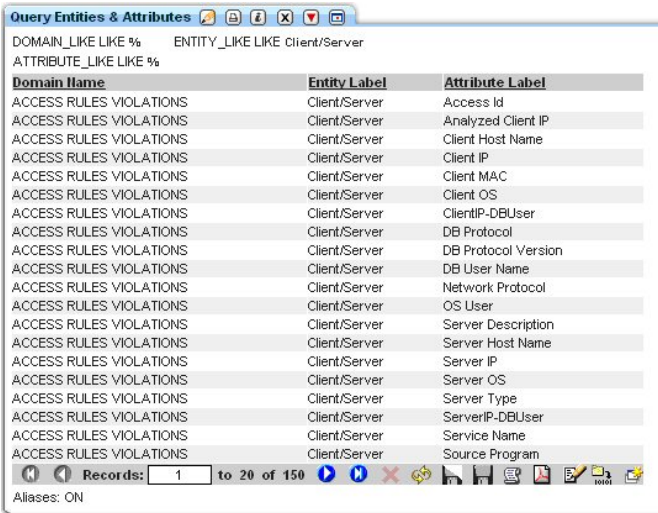 Query Entities & Attributes
DOMAIN_LIKE LIKE % ENTITY_LIKE LIKE Client/Server
ATTRIBUTE_LIKE LIKE %
Domain Name Entity Label Attribute Label
ACCESS RULES VIOLATIONS Client/Server Access Id
ACCESS RULES VIOLATIONS Client/Server Analyzed Client IP
ACCESS RULES VIOLATIONS Client/Server Client Host Name
ACCESS RULES VIOLATIONS Client/Server Client IP
ACCESS RULES VIOLATIONS Client/Server Client MAC
ACCESS RULES VIOLATIONS Client/Server Client OS
ACCESS RULES VIOLATIONS Client/Server ClientIP-DBUser
ACCESS RULES VIOLATIONS Client/Server DB Protocol
ACCESS RULES VIOLATIONS Client/Server DB Protocol Version
ACCESS RULES VIOLATIONS Client/Server DB User Name
ACCESS RULES VIOLATIONS Client/Server Network Protocol
ACCESS RULES VIOLATIONS Client/Server OS User
ACCESS RULES VIOLATIONS Client/Server Server Description
ACCESS RULES VIOLATIONS Client/Server Server Host Name
ACCESS RULES VIOLATIONS Client/Server Server IP
ACCESS RULES VIOLATIONS Client/Server Server OS
ACCESS RULES VIOLATIONS Client/Server Server Type
ACCESS RULES VIOLATIONS Client/Server ServerIP-DBUser
ACCESS RULES VIOLATIONS Client/Server Service Name
ACCESS RULES VIOLATIONS Client/Server Source Program
Records: 1 to 20 of 150
Aliases: ON